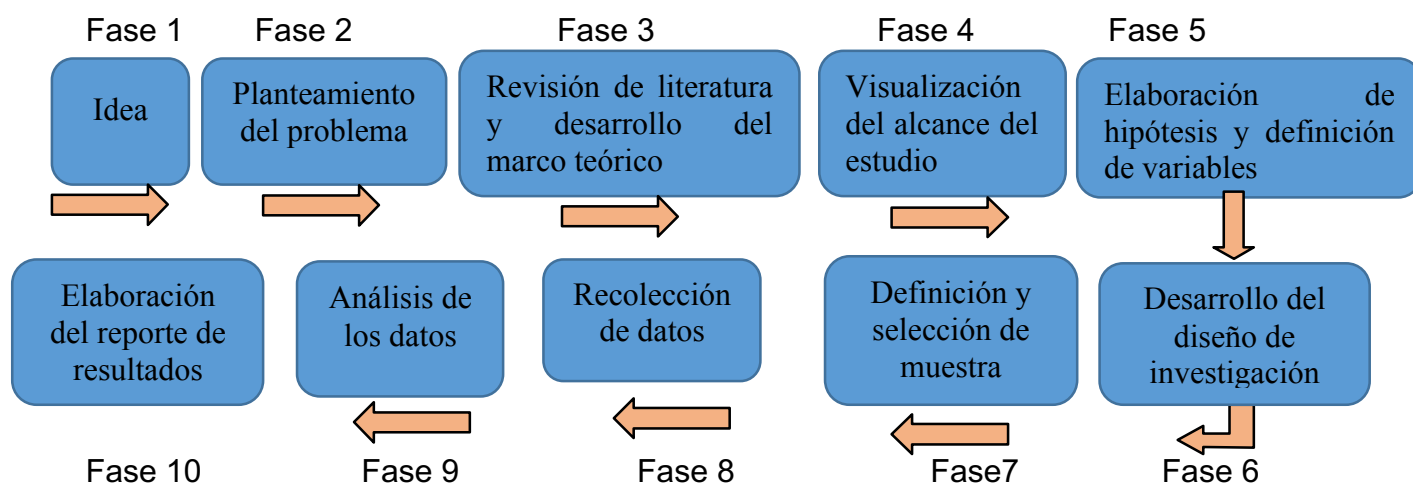 Fase 1
Fase 2
Fase 3
Fase 4
Fase 5
Idea
Planteamiento
del problema
Revisión de literatura
y desarrollo del
marco teórico
Visualización
del alcance del
estudio
Elaboración de
hipótesis y definición
de variables
Elaboración
del reporte de
resultados
Análisis de
los datos
Recolección
de datos
Definición y
selección de
muestra
Desarrollo del
diseño de
investigación
Fase 10
Fase 9
Fase 8
Fase7
Fase 6